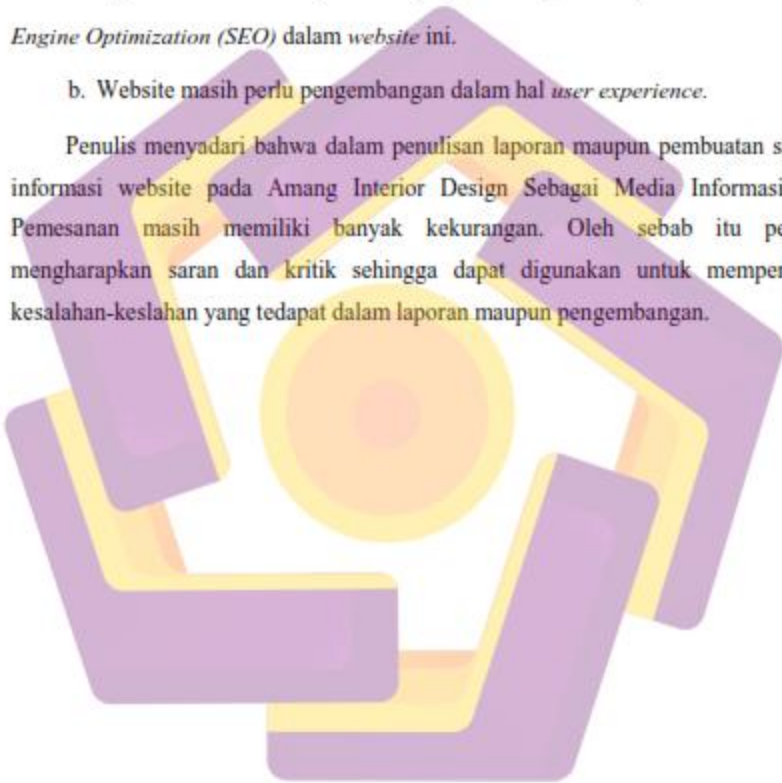 Engine Optimization (SEO) dalam website ini.
b. Website masih perlu pengembangan dalam hal user experience.
Penulis menyadari bahwa dalam penulisan laporan maupun pembuatan s
informasi website pada Amang Interior Design Sebagai Media Informasi
Pemesanan masih memiliki banyak kekurangan. Oleh sebab itu pe
mengharapkan saran dan kritik sehingga dapat digunakan untuk memper
kesalahan-keslahan yang tedapat dalam laporan maupun pengembangan.